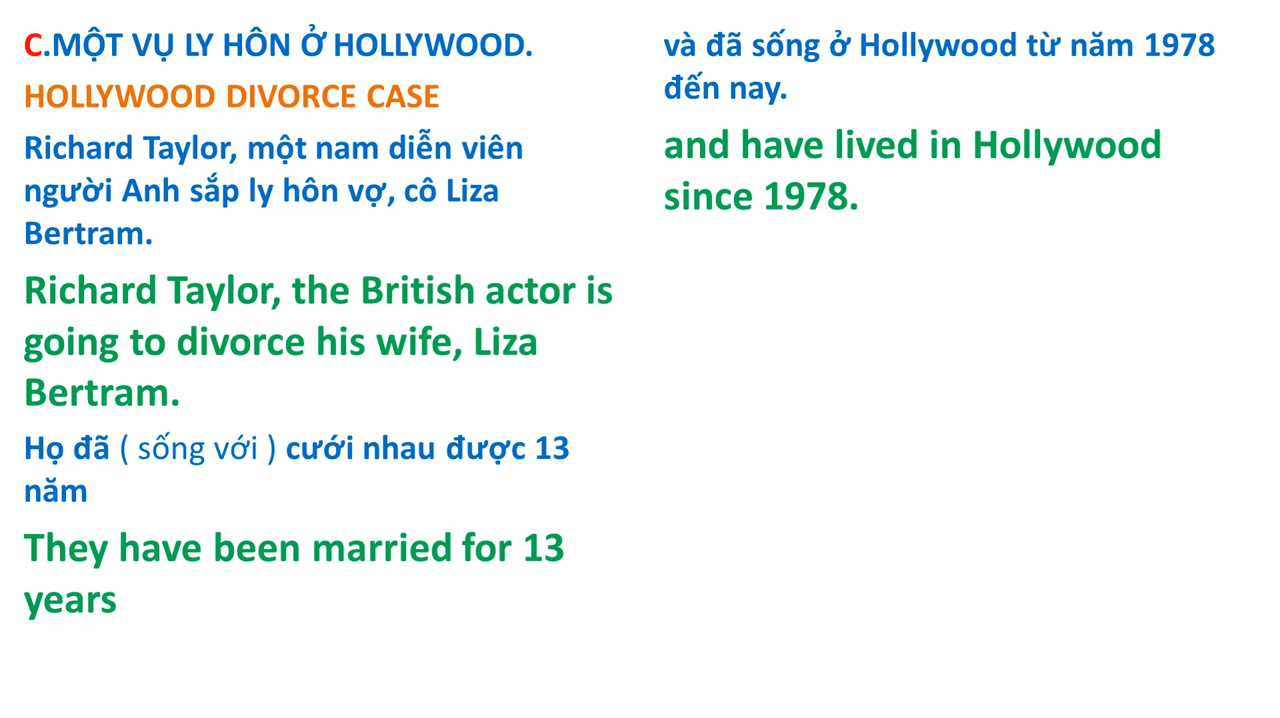 C.MỘT VỤ LY HÔN Ở HOLLYWOOD.
HOLLYWOOD DIVORCE CASE
Richard Taylor, một nam diễn viên
người Anh sắp ly hôn vợ, cô Liza
Bertram.
Richard Taylor, the British actor is
going to divorce his wife, Liza
Bertram.
Họ đã ( sống với ) cưới nhau được 13
năm
They have been married for 13
years
và đã sống ở Hollywood từ năm 1978
đến nay.
and have lived in Hollywood
since 1978.